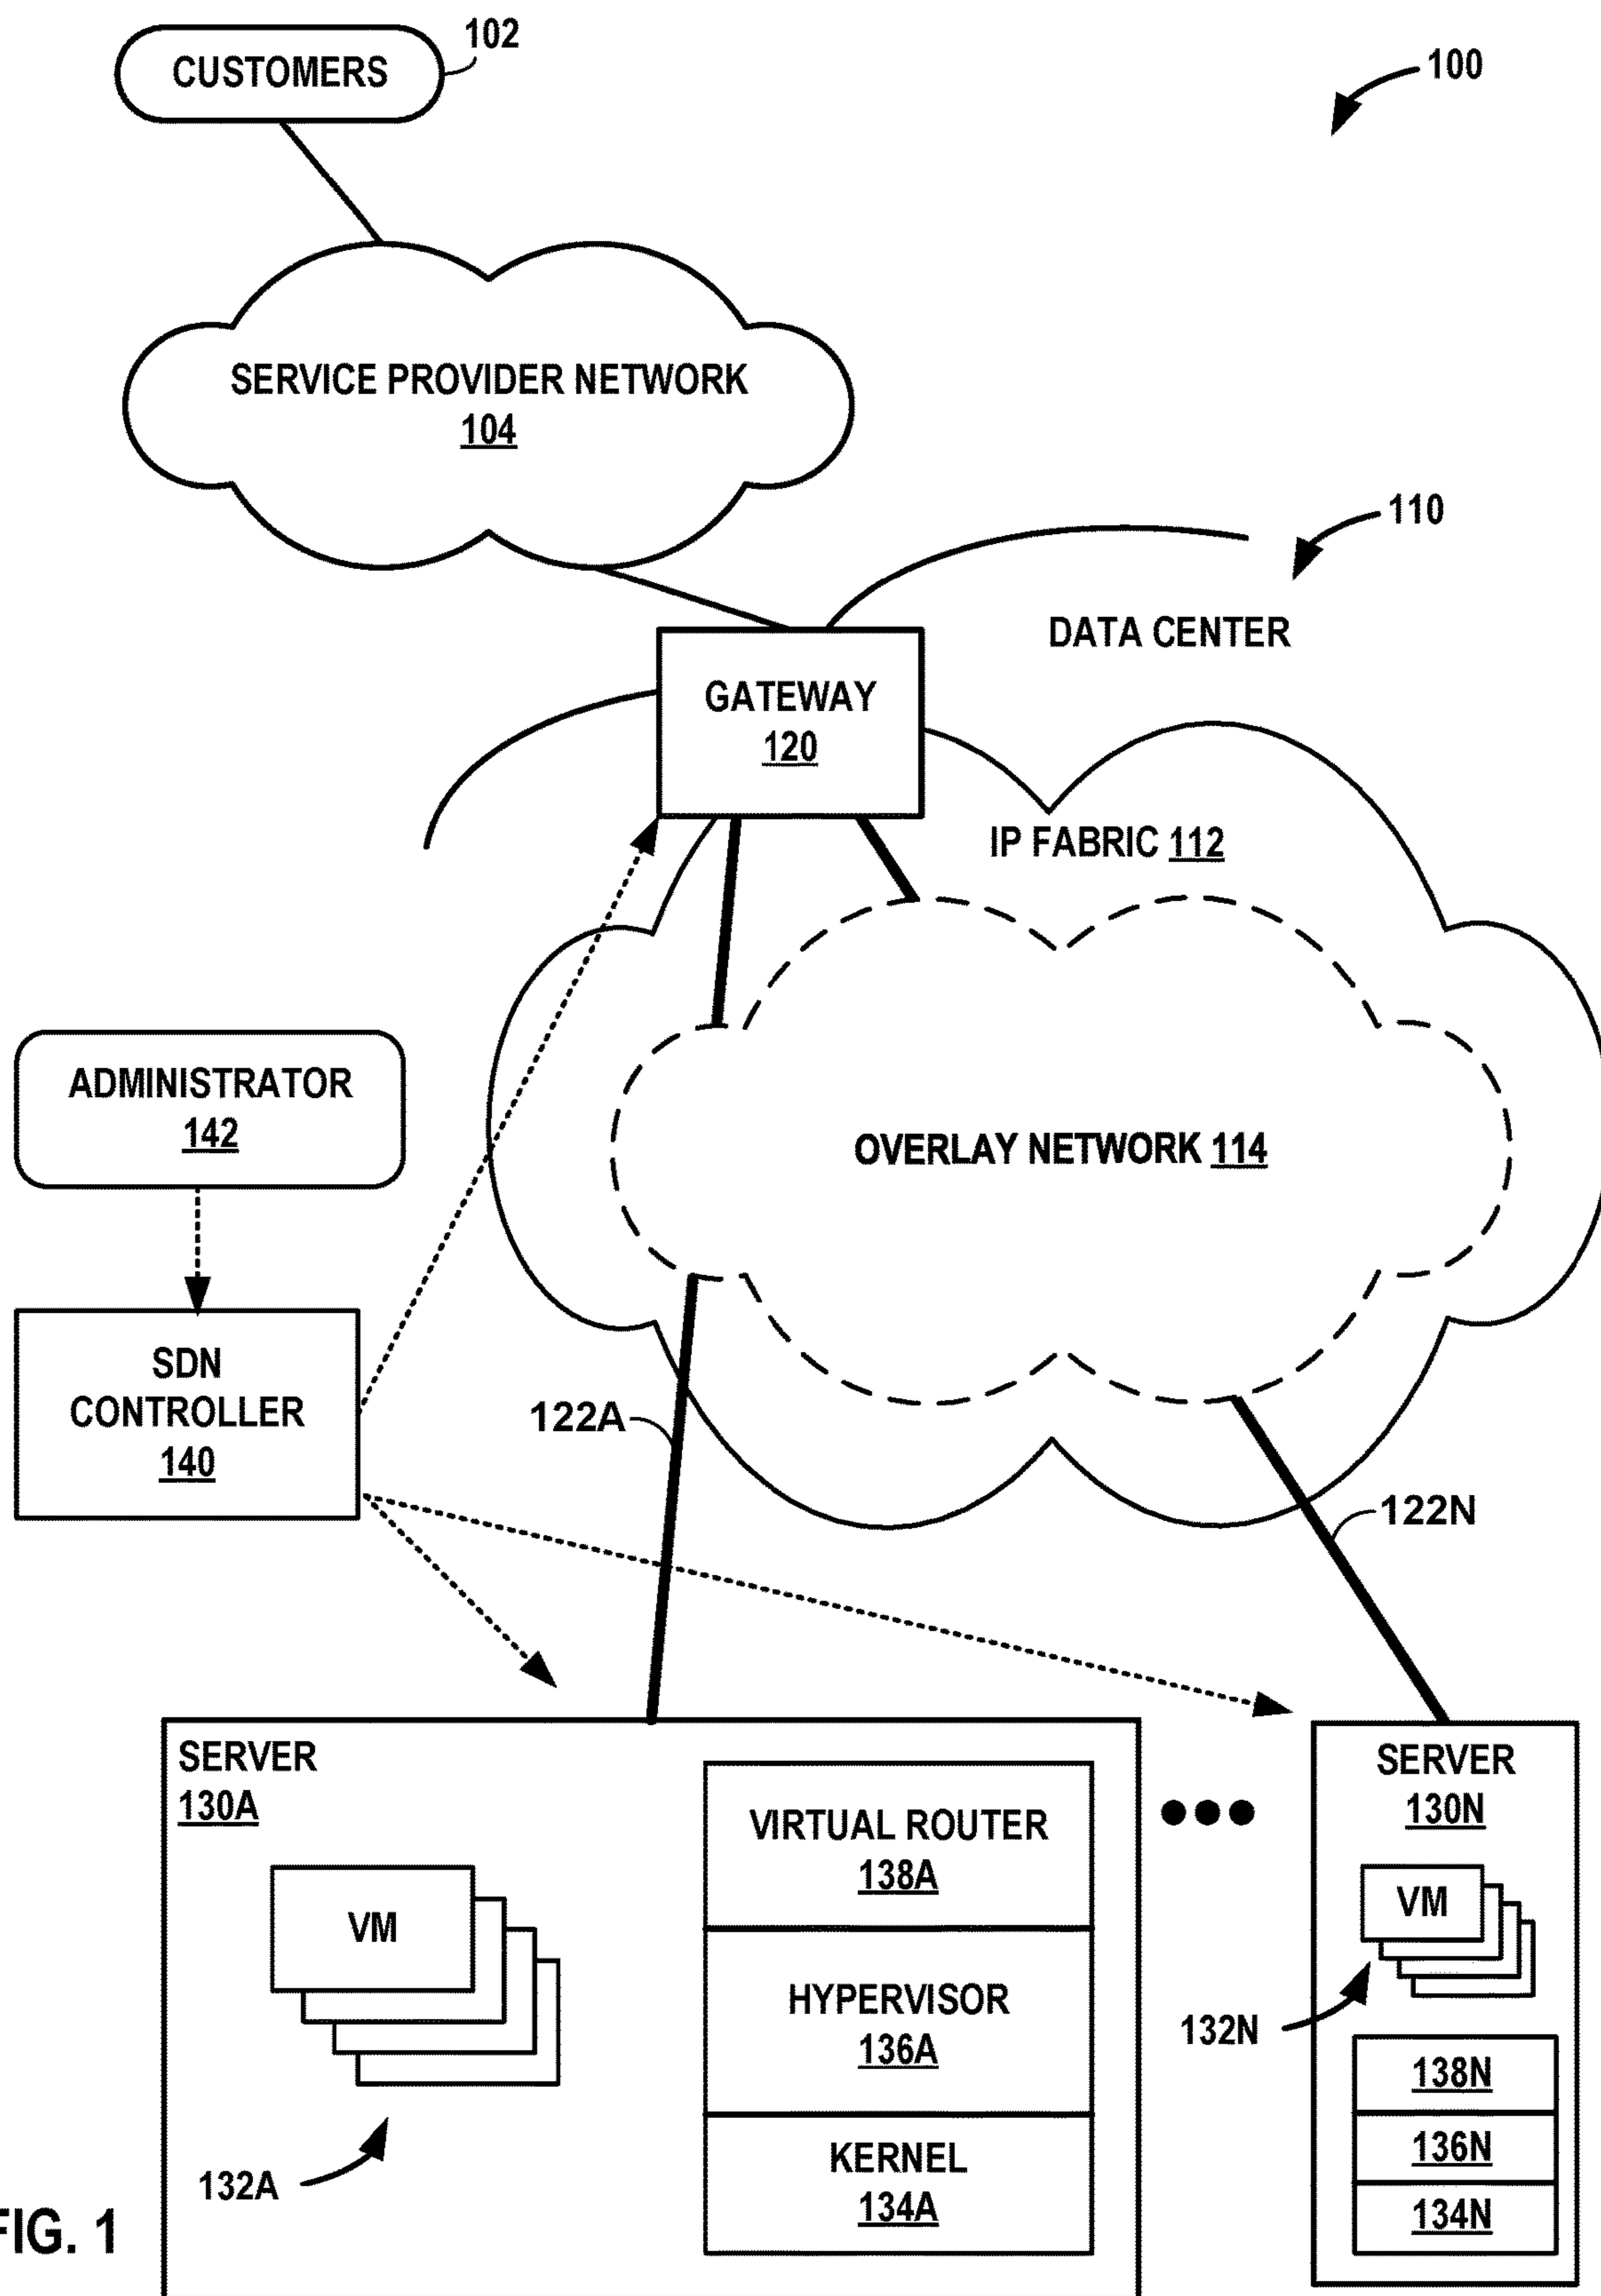 CUSTOMERS
102
100
SERVICE PROVIDER NETWORK
104
110
DATA CENTER
GATEWAY
120
IP FABRIC 112
ADMINISTRATOR
142
OVERLAY NETWORK 114
SDN
CONTROLLER
140
122A
122N
SERVER
130A
VIRTUAL ROUTER
138A
VM
HYPERVISOR
136A
KERNEL
134A
132A
SERVER
130N
VM
132N
138N
136N
134N
FIG. 1